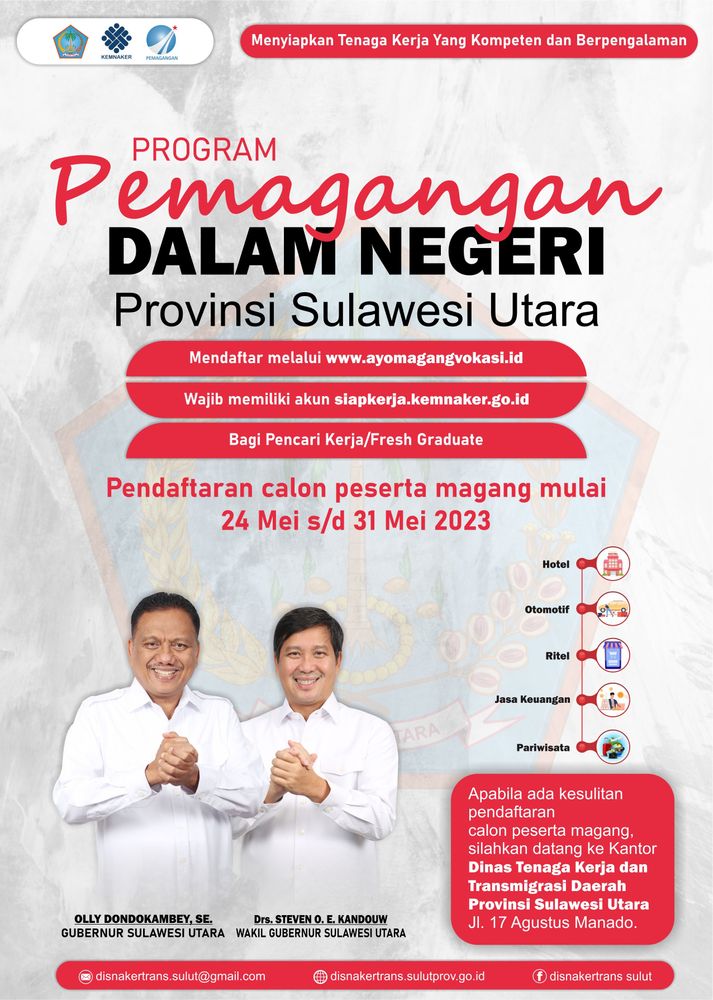 KEMNAKER
PEMAGANGAN
Menyiapkan Tenaga Kerja Yang Kompeten dan Berpengalaman
PROGRAM
Pemagangan
DALAM NEGERI
Provinsi Sulawesi Utara
Mendaftar melalui www.ayomagangvokasi.id
Wajib memiliki akun siapkerja.kemnaker.go.id
Bagi Pencari Kerja/Fresh Graduate
Pendaftaran calon peserta magang mulai
24 Mei s/d 31 Mei 2023
Hotel
Otomotif
Ritel
Jasa Keuangan
Pariwisata
Apabila ada kesulitan
pendaftaran
calon peserta magang,
silahkan datang ke Kantor
Dinas Tenaga Kerja dan
Transmigrasi Daerah
Provinsi Sulawesi Utara
Jl. 17 Agustus Manado.
OLLY DONDOKAMBEY, SE.
GUBERNUR SULAWESI UTARA
Drs. STEVEN O. E. KANDOUW
WAKIL GUBERNUR SULAWESI UTARA
disnakertrans.sulut@gmail.com
disnakertrans.sulutprov.go.id
disnakertrans sulut